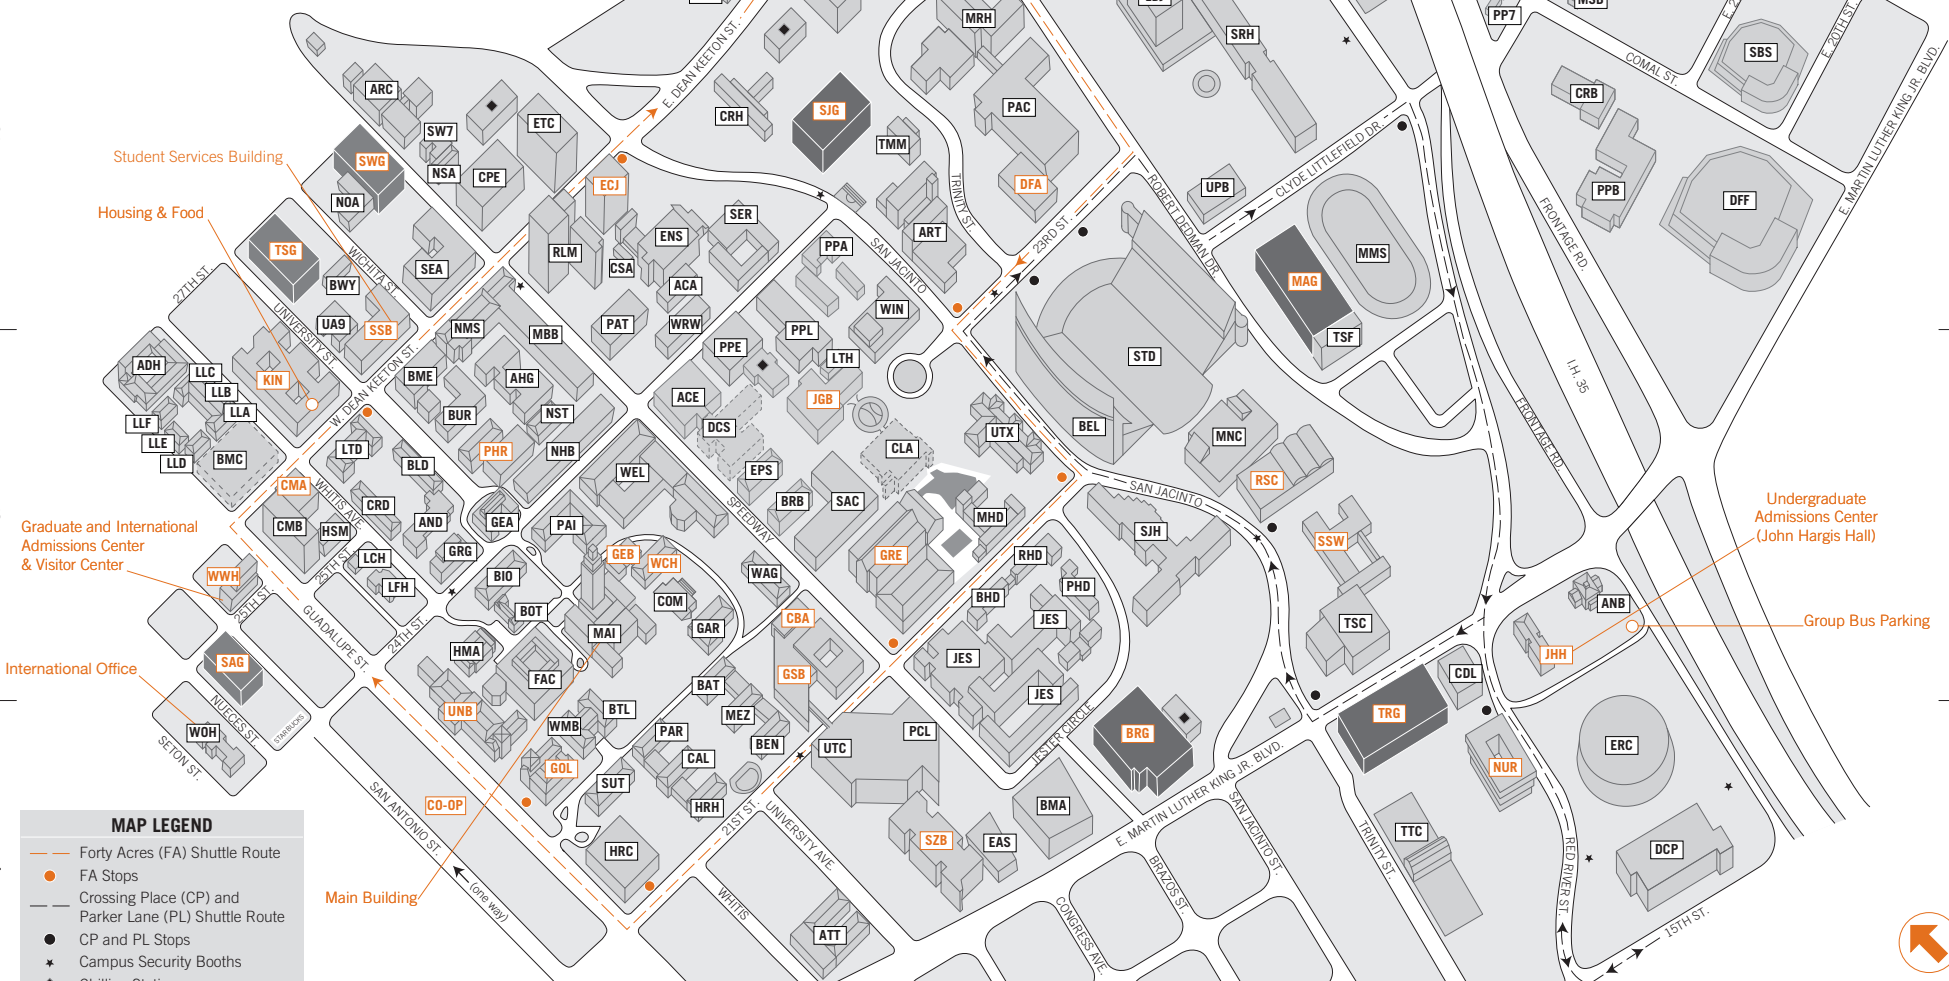 MRH
PP7
SRH
E. DEAN KEETON ST.
SBS
E. 20TH ST.
COMAL ST.
ARC
CRB
SJG
PAC
CRH
ETC
SW7
TMM
CLYDE LITTLEFIELD DR.
E. MARTIN LUTHER KING JR. BLVD.
Student Services Building
SWG
NSA
CPE
ECJ
DFA
TRINITY ST.
ROBERT DEDMAN DR.
UPB
PPB
DFF
NOA
Housing & Food
SER
ART
23RD ST.
FRONTAGE RD.
TSG
WICHITA ST.
RLM
ENS
PPA
SAN JACINTO
MMS
CSA
SEA
27TH ST.
BWY
ACA
MAG
UNIVERSITY ST.
UA9
SSB
NMS
MBB
PAT
WRW
PPL
WIN
TSF
PPE
LTH
STD
ADH
LLC
KIN
W. DEAN KEETON ST.
BME
AHG
I.H. 35
LLB
LLA
ACE
JGB
LLF
BUR
NST
DCS
BEL
FRONTAGE RD.
LLE
LTD
PHR
NHB
CLA
UTX
MNC
LLD
BMC
BLD
WEL
EPS
RSC
CMA
WHITIS AVE.
CRD
SPEEDWAY
BRB
SAC
SAN JACINTO
Undergraduate
Admissions Center
(John Hargis Hall)
Graduate and International
Admissions Center
& Visitor Center
CMB
HSM
AND
GEA
PAI
MHD
SJH
SSW
25TH ST.
LCH
GRG
GEB
WCH
GRE
RHD
WWH
25TH ST.
LFH
BIO
WAG
PHD
BHD
COM
ANB
GUADALUPE ST.
24TH ST.
BOT
MAI
GAR
CBA
JES
TSC
Group Bus Parking
HMA
SAG
JES
JHH
International Office
FAC
GSB
CDL
NUECES ST.
BAT
JES
STARBUCKS
UNB
BTL
MEZ
TRG
WOH
WMB
PAR
PCL
JESTER CIRCLE
BRG
SETON ST.
BEN
UTC
ERC
CAL
GOL
SUT
E. MARTIN LUTHER KING JR. BLVD.
NUR
CO-OP
HRH
BMA
SAN ANTONIO ST.
21ST ST.
UNIVERSITY AVE.
SAN JACINTO ST.
TRINITY ST.
TTC
RED RIVER ST.
SZB
EAS
HRC
DCP
BRAZOS ST.
(one way)
Main Building
WHITIS
ATT
CONGRESS AVE.
15TH ST.
MAP LEGEND
Forty Acres (FA) Shuttle Route
FA Stops
Crossing Place (CP) and
Parker Lane (PL) Shuttle Route
CP and PL Stops
Campus Security Booths